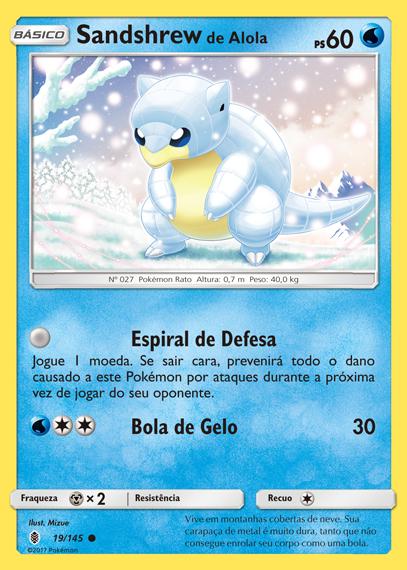 BÁSICO Sandshrew de Alola PS60
Nº 027 Pokémon Rato Altura: 0,7 m Peso: 40,0 kg
Espiral de Defesa
Jogue 1 moeda. Se sair cara, prevenirá todo o dano
causado a este Pokémon por ataques durante a próxima
vez de jogar do seu oponente.
Bola de Gelo 30
Fraqueza ×2 Resistência Recuo
Ilust. Mizue
19/145
©2017 Pokémon
Vive em montanhas cobertas de neve. Sua
carapaça de metal é muito dura, tanto que não
consegue enrolar seu corpo como uma bola.